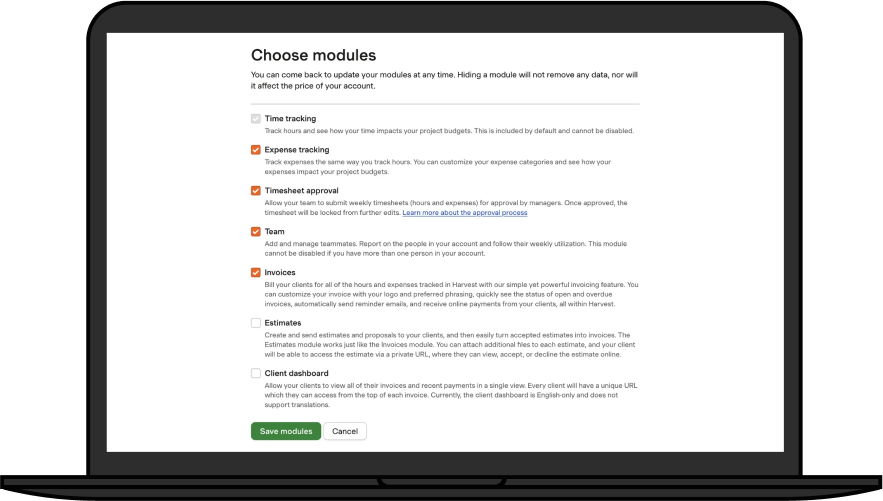 Choose modules
You can come back to update your modules at any time. Hiding a module will not remove any data, nor will
it affect the price of your account.
Time tracking
Track hours and see how your time impacts your project budgets. This is included by default and cannot be disabled.
Expense tracking
Track expenses the same way you track hours. You can customize your expense categories and see how your
expenses impact your project budgets.
Timesheet approval
Allow your team to submit weekly timesheets (hours and expenses) for approval by managers. Once approved, the
timesheet will be locked from further edits. Learn more about the approval process
Team
Add and manage teammates. Report on the people in your account and follow their weekly utilization. This module
cannot be disabled if you have more than one person in your account.
Invoices
Bill your clients for all of the hours and expenses tracked in Harvest with our simple yet powerful invoicing feature. You
can customize your invoice with your logo and preferred phrasing, quickly see the status of open and overdue
invoices, automatically send reminder emails, and receive online payments from your clients, all within Harvest.
Estimates
Create and send estimates and proposals to your clients, and then easily turn accepted estimates into invoices. The
Estimates module works just like the Invoices module. You can attach additional files to each estimate, and your client
will be able to access the estimate via a private URL, where they can view, accept, or decline the estimate online.
Client dashboard
Allow your clients to view all of their invoices and recent payments in a single view. Every client will have a unique URL
which they can access from the top of each invoice. Currently, the client dashboard is English-only and does not
support translations.
Save modules Cancel